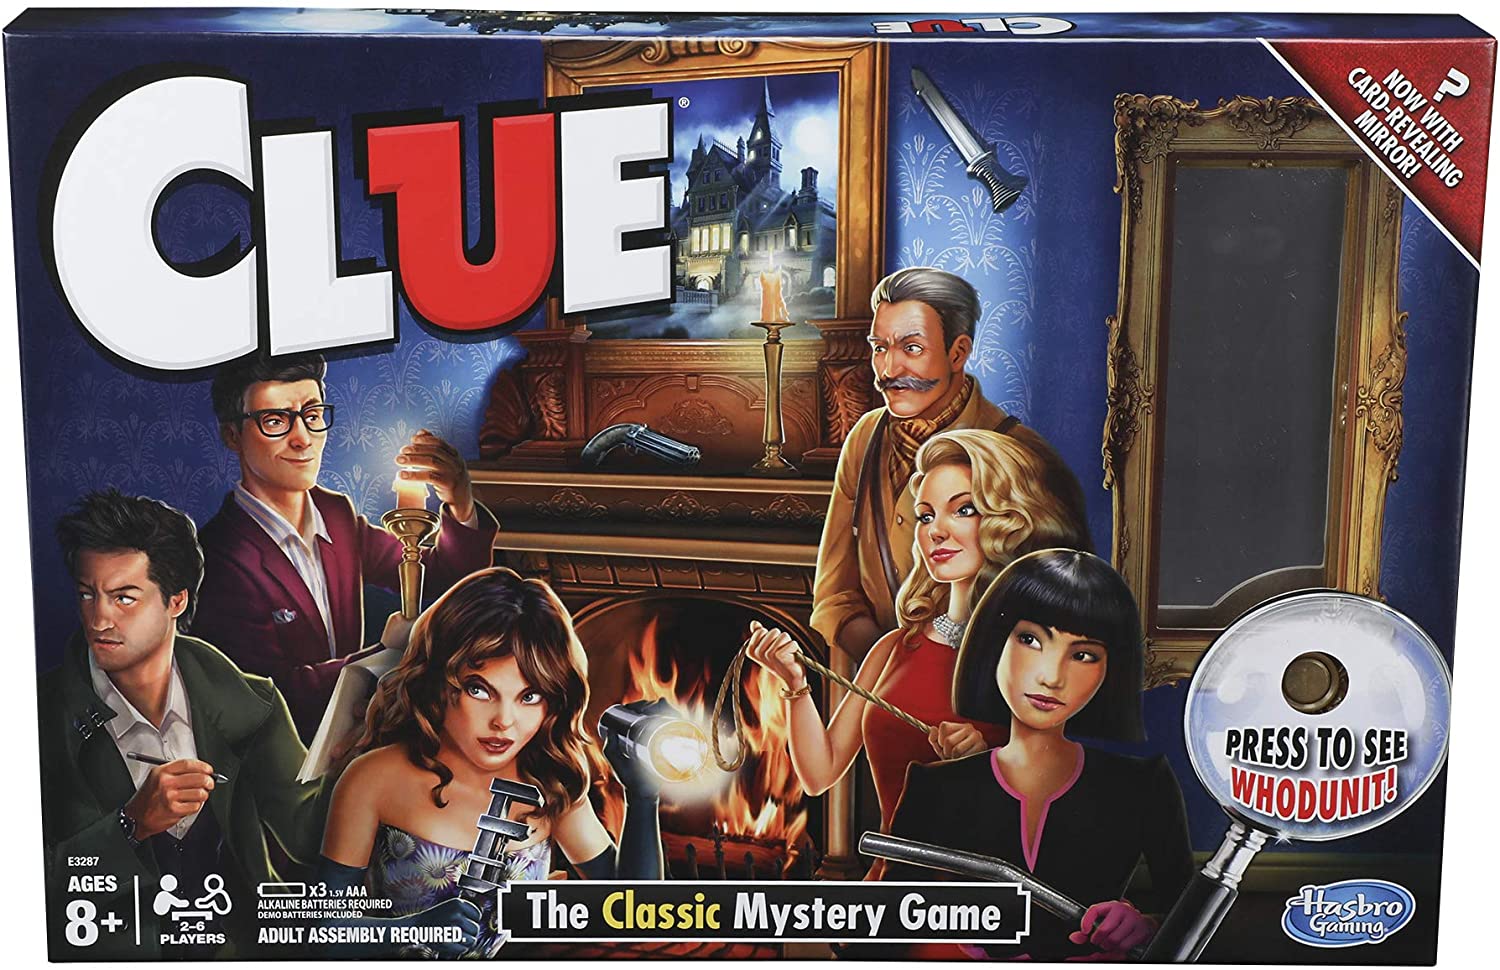 CLUE
CLUE®
?
NOW WITH
CARD-REVEALING
MIRROR!
PRESS TO SEE
WHODUNIT!
E3287
AGES
8+
2-6
PLAYERS
x3 1.5V AAA
ALKALINE BATTERIES REQUIRED
DEMO BATTERIES INCLUDED
ADULT ASSEMBLY REQUIRED.
The Classic Mystery Game
Hasbro
Gaming